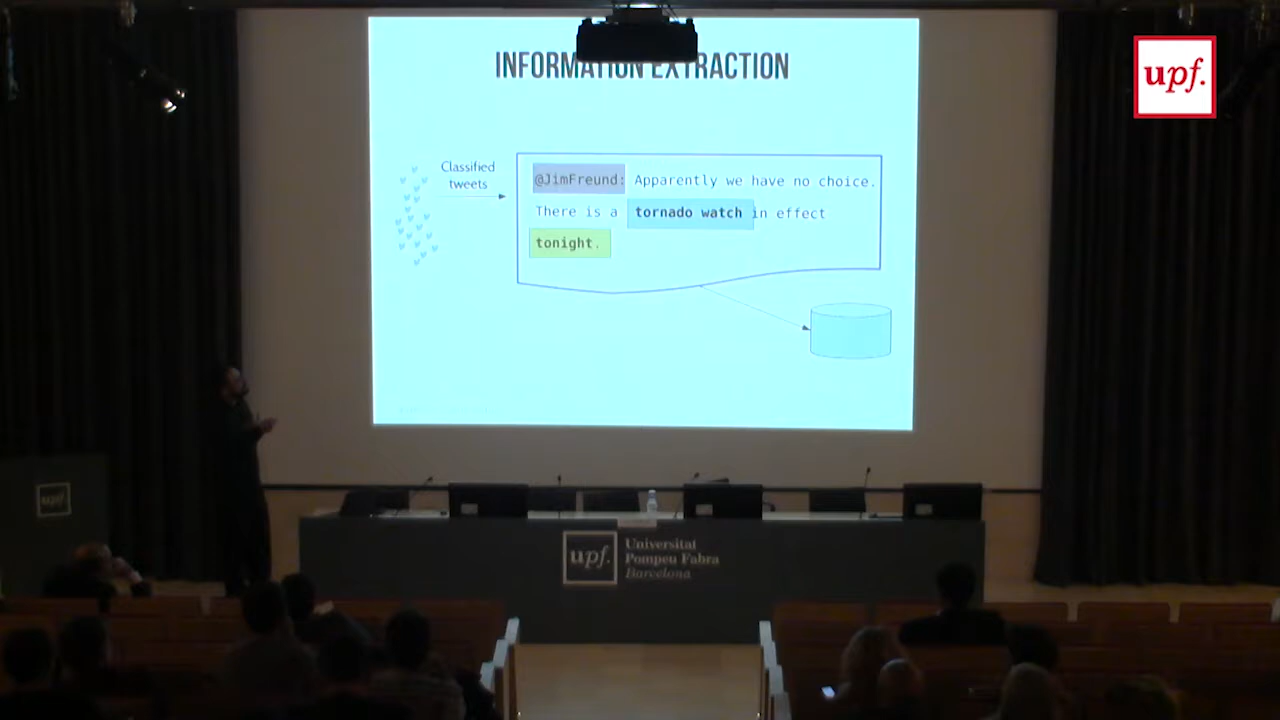 INFORMATION EXTRACTION
upf.
Classified
tweets
@JimFreund: Apparently we have no choice.
There is a tornado watch in effect
tonight.
upf
upf.
Universitat
Pompeu Fabra
Barcelona